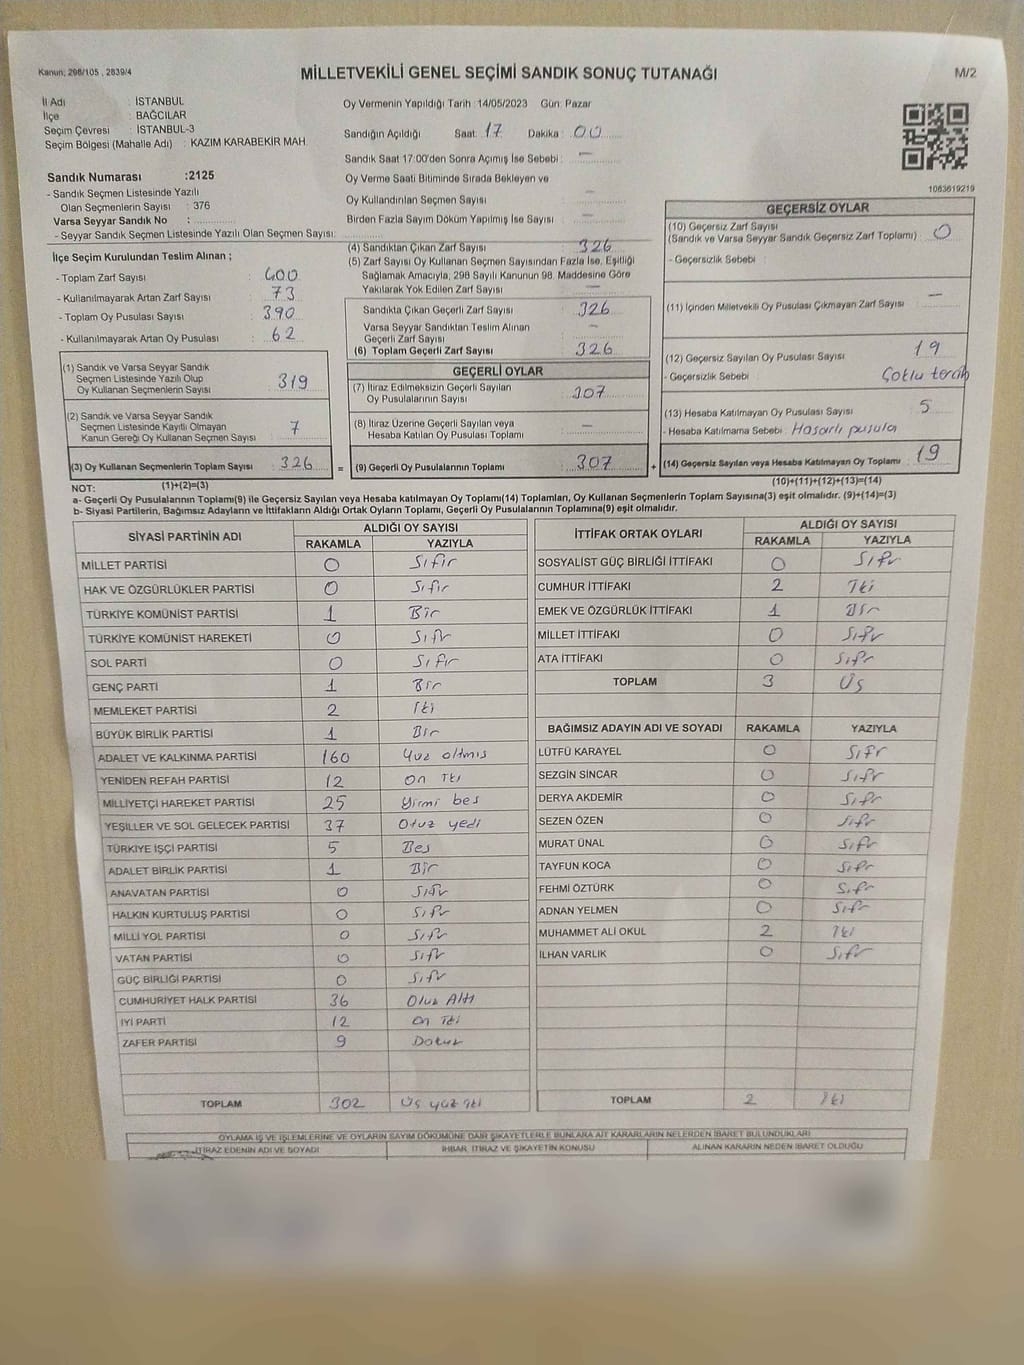 Kanun; 298/105 , 2839/4
MİLLETVEKİLİ GENEL SEÇİMİ SANDIK SONUÇ TUTANAĞI
M/2
İl Adı : İSTANBUL
İlçe : BAĞCILAR
Seçim Çevresi : İSTANBUL-3
Seçim Bölgesi (Mahalle Adı) : KAZIM KARABEKİR MAH.
Sandık Numarası :2125
- Sandık Seçmen Listesinde Yazılı
Olan Seçmenlerin Sayısı : 376
Varsa Seyyar Sandık No :
- Seyyar Sandık Seçmen Listesinde Yazılı Olan Seçmen Sayısı:
İlçe Seçim Kurulundan Teslim Alınan ;
- Toplam Zarf Sayısı : 400
- Kullanılmayarak Artan Zarf Sayısı : 73
- Toplam Oy Pusulası Sayısı : 390
- Kullanılmayarak Artan Oy Pusulası : 62
(1) Sandık ve Varsa Seyyar Sandık
Seçmen Listesinde Yazılı Olup
Oy Kullanan Seçmenlerin Sayısı : 319
(2) Sandık ve Varsa Seyyar Sandık
Seçmen Listesinde Kayıtlı Olmayan
Kanun Gereği Oy Kullanan Seçmen Sayısı : 7
(3) Oy Kullanan Seçmenlerin Toplam Sayısı : 326
(1)+(2)=(3)
Oy Vermenin Yapıldığı Tarih :14/05/2023 Gün: Pazar
Sandığın Açıldığı Saat: 17 Dakika : 00
Sandık Saat 17:00'den Sonra Açımış İse Sebebi : —
Oy Verme Saati Bitiminde Sırada Bekleyen ve
Oy Kullandırılan Seçmen Sayısı : —
Birden Fazla Sayım Döküm Yapılmış İse Sayısı : —
(4) Sandıktan Çıkan Zarf Sayısı : 326
(5) Zarf Sayısı Oy Kullanan Seçmen Sayısından Fazla İse, Eşitliği
Sağlamak Amacıyla, 298 Sayılı Kanunun 98. Maddesine Göre
Yakılarak Yok Edilen Zarf Sayısı : —
Sandıkta Çıkan Geçerli Zarf Sayısı : 326
Varsa Seyyar Sandıktan Teslim Alınan
Geçerli Zarf Sayısı : —
(6) Toplam Geçerli Zarf Sayısı : 326
GEÇERLİ OYLAR
(7) İtiraz Edilmeksizin Geçerli Sayılan
Oy Pusulalarının Sayısı : 307
(8) İtiraz Üzerine Geçerli Sayılan veya
Hesaba Katılan Oy Pusulası Toplamı : —
= (9) Geçerli Oy Pusulalarının Toplamı : 307
1063619219
GEÇERSİZ OYLAR
(10) Geçersiz Zarf Sayısı
(Sandık ve Varsa Seyyar Sandık Geçersiz Zarf Toplamı) : 0
- Geçersizlik Sebebi :
(11) İçinden Milletvekili Oy Pusulası Çıkmayan Zarf Sayısı : —
(12) Geçersiz Sayılan Oy Pusulası Sayısı : 19
- Geçersizlik Sebebi : Çoklu tercih
(13) Hesaba Katılmayan Oy Pusulası Sayısı : 5
- Hesaba Katılmama Sebebi : Hasarlı pusula
+ (14) Geçersiz Sayılan veya Hesaba Katılmayan Oy Toplamı : 19
(10)+(11)+(12)+(13)=(14)
NOT:
a- Geçerli Oy Pusulalarının Toplamı(9) ile Geçersiz Sayılan veya Hesaba katılmayan Oy Toplamı(14) Toplamları, Oy Kullanan Seçmenlerin Toplam Sayısına(3) eşit olmalıdır. (9)+(14)=(3)
b- Siyasi Partilerin, Bağımsız Adayların ve İttifakların Aldığı Ortak Oyların Toplamı, Geçerli Oy Pusulalarının Toplamına(9) eşit olmalıdır.
SİYASİ PARTİNİN ADI ALDIĞI OY SAYISI
RAKAMLA YAZIYLA
MİLLET PARTİSİ 0 Sıfır
HAK VE ÖZGÜRLÜKLER PARTİSİ 0 Sıfır
TÜRKİYE KOMÜNİST PARTİSİ 1 Bir
TÜRKİYE KOMÜNİST HAREKETİ 0 Sıfır
SOL PARTİ 0 Sıfır
GENÇ PARTİ 1 Bir
MEMLEKET PARTİSİ 2 İki
BÜYÜK BİRLİK PARTİSİ 1 Bir
ADALET VE KALKINMA PARTİSİ 160 Yüz altmış
YENİDEN REFAH PARTİSİ 12 On İki
MİLLİYETÇİ HAREKET PARTİSİ 25 Yirmi beş
YEŞİLLER VE SOL GELECEK PARTİSİ 37 Otuz yedi
TÜRKİYE İŞÇİ PARTİSİ 5 Beş
ADALET BİRLİK PARTİSİ 1 Bir
ANAVATAN PARTİSİ 0 Sıfır
HALKIN KURTULUŞ PARTİSİ 0 Sıfır
MİLLİ YOL PARTİSİ 0 Sıfır
VATAN PARTİSİ 0 Sıfır
GÜÇ BİRLİĞİ PARTİSİ 0 Sıfır
CUMHURİYET HALK PARTİSİ 36 Otuz Altı
İYİ PARTİ 12 On İki
ZAFER PARTİSİ 9 Dokuz
TOPLAM 302 Üç yüz iki
İTTİFAK ORTAK OYLARI ALDIĞI OY SAYISI
RAKAMLA YAZIYLA
SOSYALİST GÜÇ BİRLİĞİ İTTİFAKI 0 Sıfır
CUMHUR İTTİFAKI 2 İki
EMEK VE ÖZGÜRLÜK İTTİFAKI 1 Bir
MİLLET İTTİFAKI 0 Sıfır
ATA İTTİFAKI 0 Sıfır
TOPLAM 3 Üç
BAĞIMSIZ ADAYIN ADI VE SOYADI RAKAMLA YAZIYLA
LÜTFÜ KARAYEL 0 Sıfır
SEZGİN SİNCAR 0 Sıfır
DERYA AKDEMİR 0 Sıfır
SEZEN ÖZEN 0 Sıfır
MURAT ÜNAL 0 Sıfır
TAYFUN KOCA 0 Sıfır
FEHMİ ÖZTÜRK 0 Sıfır
ADNAN YELMEN 0 Sıfır
MUHAMMET ALİ OKUL 2 İki
İLHAN VARLIK 0 Sıfır
TOPLAM 2 İki
OYLAMA İŞ VE İŞLEMLERİNE VE OYLARIN SAYIM DÖKÜMÜNE DAİR ŞİKAYETLERLE BUNLARA AİT KARARLARIN NELERDEN İBARET BULUNDUKLARI
İTİRAZ EDENİN ADI VE SOYADI İHBAR, İTİRAZ VE ŞİKAYETİN KONUSU ALINAN KARARIN NEDEN İBARET OLDUĞU